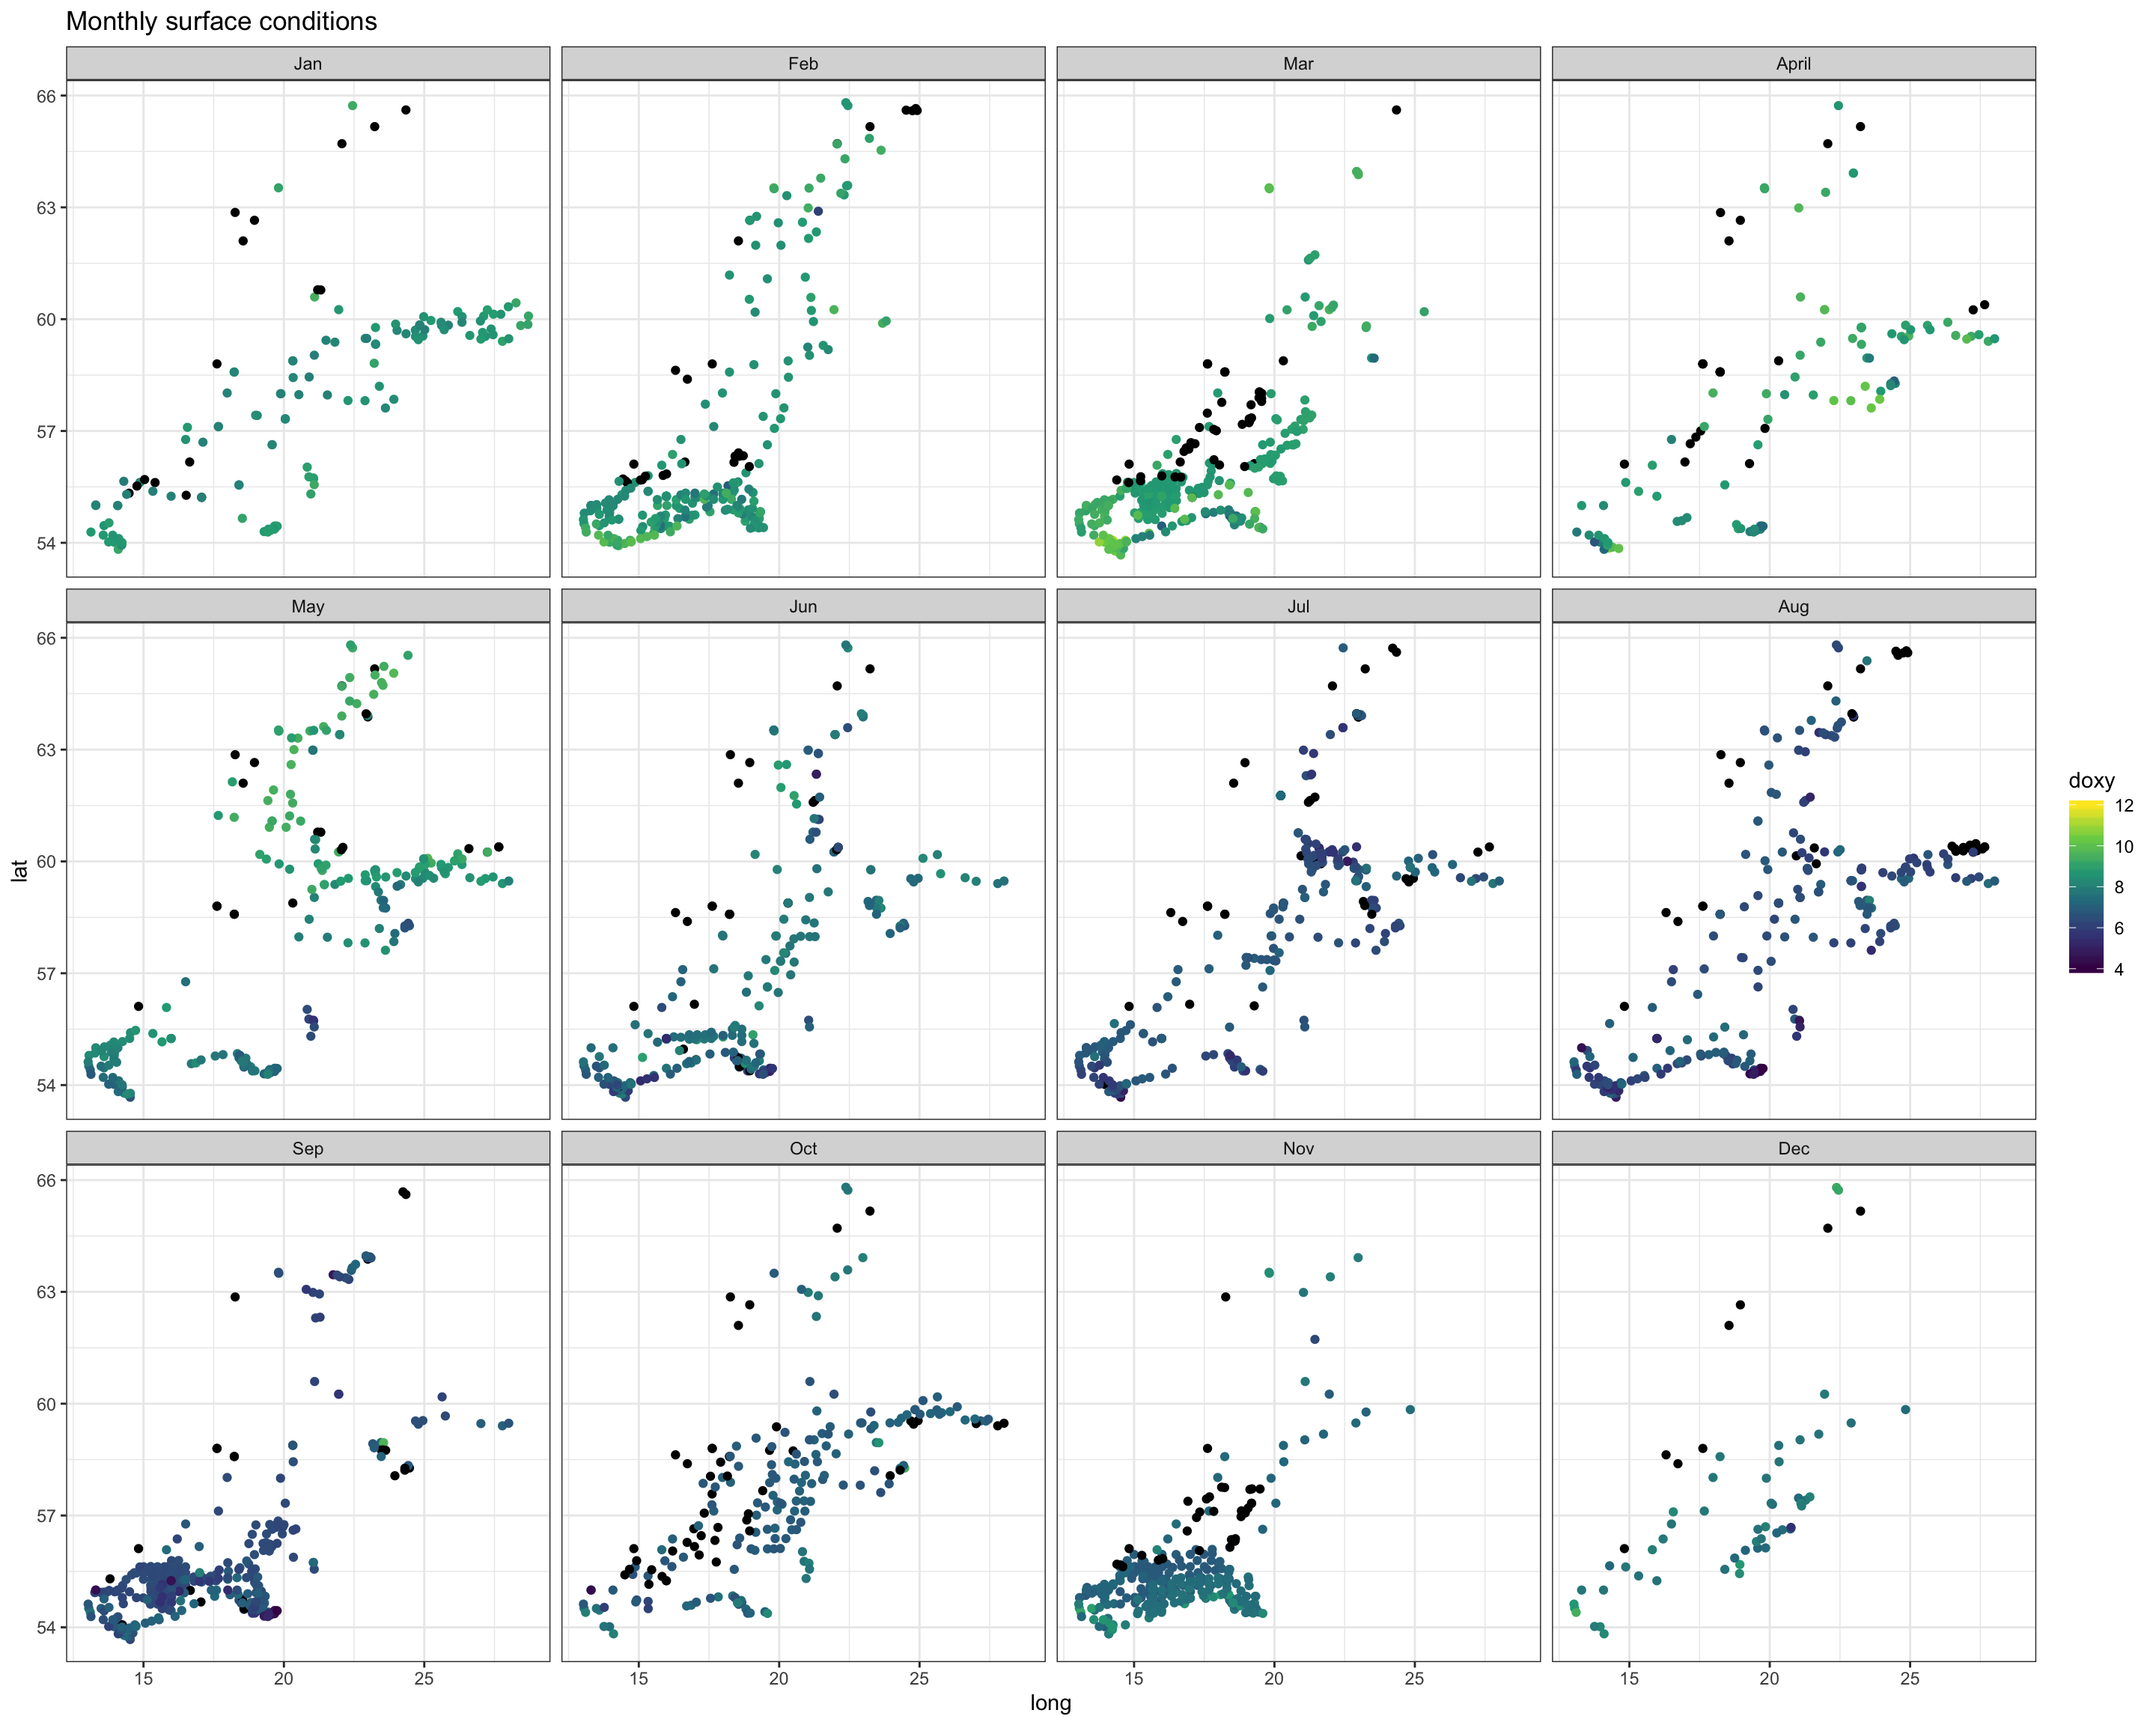 Monthly surface conditions
Jan Feb Mar April
66
63
60
57
54
May Jun Jul Aug
66
63
60
57
54
Sep Oct Nov Dec
66
63
60
57
54
15 20 25 15 20 25 15 20 25 15 20 25
long
lat
doxy
12
10
8
6
4